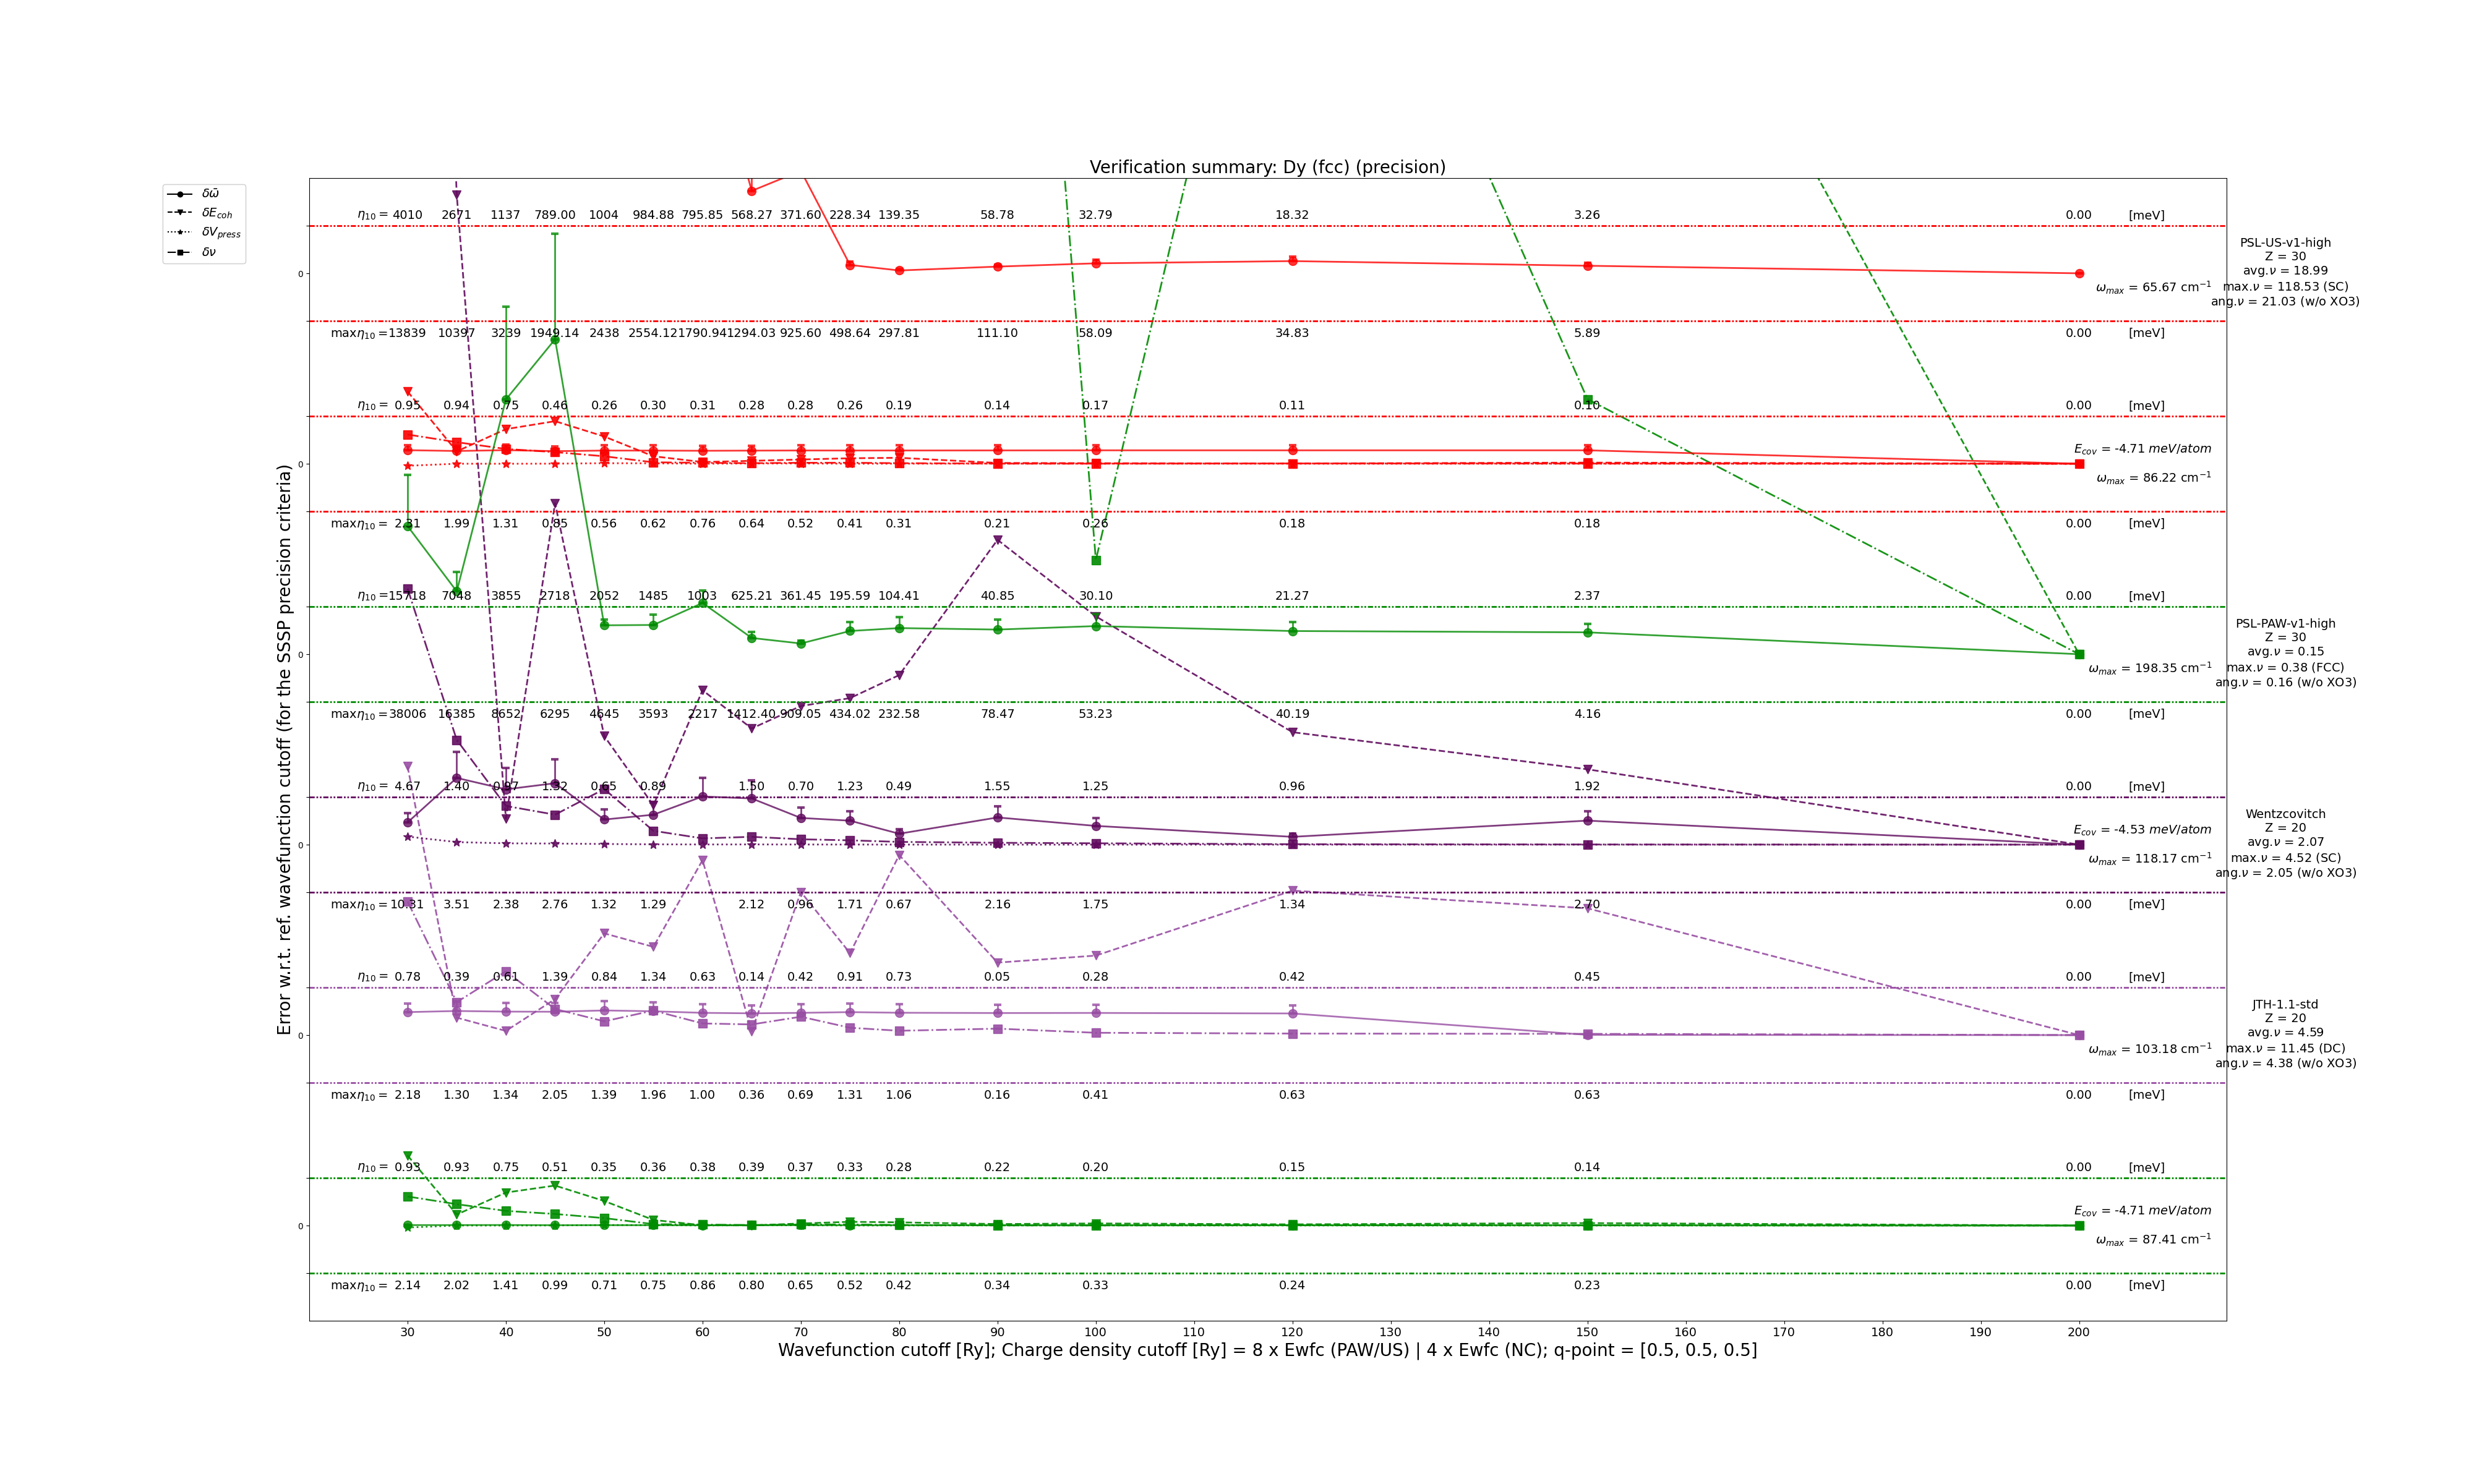 Verification summary: Dy (fcc) (precision)
δω̄
δE_coh
δV_press
δν
Error w.r.t. ref. wavefunction cutoff (for the SSSP precision criteria)
η₁₀ = 4010 2671 1137 789.00 1004 984.88 795.85 568.27 371.60 228.34 139.35 58.78 32.79 18.32 3.26 0.00 [meV]
0
PSL-US-v1-high
Z = 30
avg.ν = 18.99
ω_max = 65.67 cm⁻¹
max.ν = 118.53 (SC)
ang.ν = 21.03 (w/o XO3)
maxη₁₀ = 13839 10397 3239 1949.14 2438 2554.12 1790.94 1294.03 925.60 498.64 297.81 111.10 58.09 34.83 5.89 0.00 [meV]
η₁₀ = 0.95 0.94 0.75 0.46 0.26 0.30 0.31 0.28 0.28 0.26 0.19 0.14 0.17 0.11 0.10 0.00 [meV]
E_cov = -4.71 meV/atom
0
ω_max = 86.22 cm⁻¹
maxη₁₀ = 2.31 1.99 1.31 0.85 0.56 0.62 0.76 0.64 0.52 0.41 0.31 0.21 0.26 0.18 0.18 0.00 [meV]
η₁₀ = 15718 7048 3855 2718 2052 1485 1003 625.21 361.45 195.59 104.41 40.85 30.10 21.27 2.37 0.00 [meV]
0
PSL-PAW-v1-high
Z = 30
avg.ν = 0.15
ω_max = 198.35 cm⁻¹
max.ν = 0.38 (FCC)
ang.ν = 0.16 (w/o XO3)
maxη₁₀ = 38006 16385 8652 6295 4645 3593 2217 1412.40 909.05 434.02 232.58 78.47 53.23 40.19 4.16 0.00 [meV]
η₁₀ = 4.67 1.40 0.97 1.32 0.65 0.89 1.50 0.70 1.23 0.49 1.55 1.25 0.96 1.92 0.00 [meV]
E_cov = -4.53 meV/atom
0
Wentzcovitch
Z = 20
avg.ν = 2.07
ω_max = 118.17 cm⁻¹
max.ν = 4.52 (SC)
ang.ν = 2.05 (w/o XO3)
maxη₁₀ = 10.31 3.51 2.38 2.76 1.32 1.29 2.12 0.96 1.71 0.67 2.16 1.75 1.34 2.70 0.00 [meV]
η₁₀ = 0.78 0.39 0.61 1.39 0.84 1.34 0.63 0.14 0.42 0.91 0.73 0.05 0.28 0.42 0.45 0.00 [meV]
0
JTH-1.1-std
Z = 20
avg.ν = 4.59
ω_max = 103.18 cm⁻¹
max.ν = 11.45 (DC)
ang.ν = 4.38 (w/o XO3)
maxη₁₀ = 2.18 1.30 1.34 2.05 1.39 1.96 1.00 0.36 0.69 1.31 1.06 0.16 0.41 0.63 0.63 0.00 [meV]
η₁₀ = 0.93 0.93 0.75 0.51 0.35 0.36 0.38 0.39 0.37 0.33 0.28 0.22 0.20 0.15 0.14 0.00 [meV]
E_cov = -4.71 meV/atom
0
ω_max = 87.41 cm⁻¹
maxη₁₀ = 2.14 2.02 1.41 0.99 0.71 0.75 0.86 0.80 0.65 0.52 0.42 0.34 0.33 0.24 0.23 0.00 [meV]
30 40 50 60 70 80 90 100 110 120 130 140 150 160 170 180 190 200
Wavefunction cutoff [Ry]; Charge density cutoff [Ry] = 8 x Ewfc (PAW/US) | 4 x Ewfc (NC); q-point = [0.5, 0.5, 0.5]